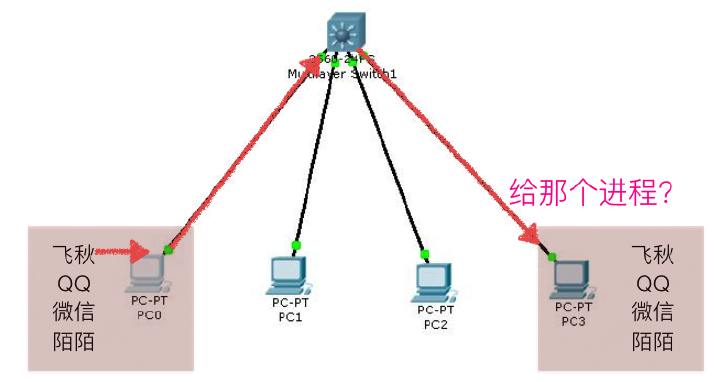 3560-24PS
Multilayer Switch1
给那个进程?
飞秋
QQ
微信
陌陌
PC-PT
PC0
PC-PT
PC1
PC-PT
PC2
PC-PT
PC3
飞秋
QQ
微信
陌陌